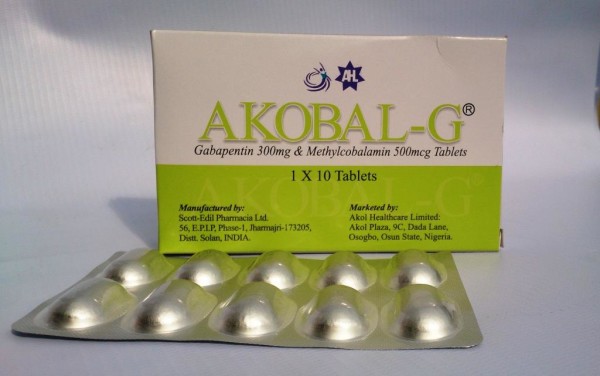 AHL
AKOBAL-G®
Gabapentin 300mg & Methylcobalamin 500mcg Tablets
1 X 10 Tablets
AKOBAL-G®
Manufactured by:
Scott-Edil Pharmacia Ltd.
56, E.P.I.P, Phase-1, Jharmajri-173205,
Distt. Solan, INDIA.
Marketed by:
Akol Healthcare Limited:
Akol Plaza, 9C, Dada Lane,
Osogbo, Osun State, Nigeria.